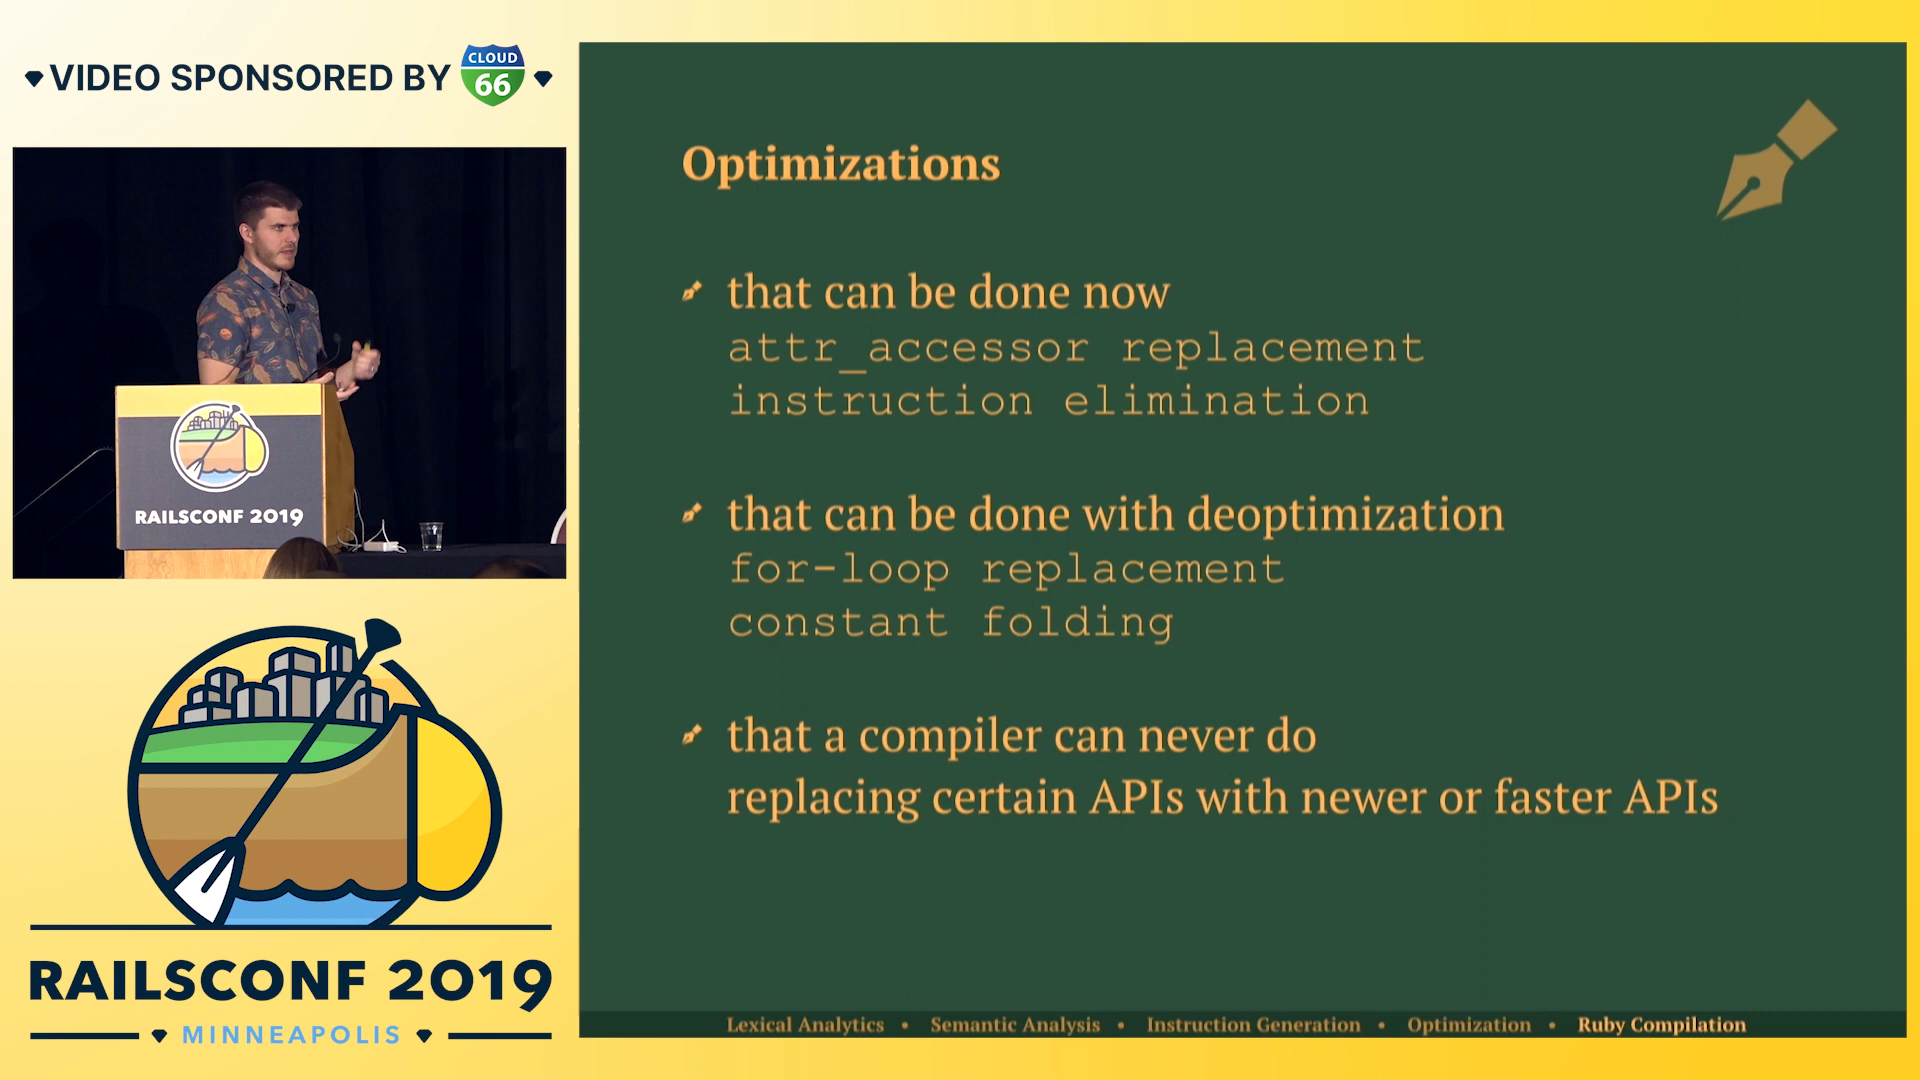 VIDEO SPONSORED BY CLOUD 66
RAILSCONF 2019
RAILSCONF 2019
MINNEAPOLIS
Optimizations
that can be done now
attr_accessor replacement
instruction elimination
that can be done with deoptimization
for-loop replacement
constant folding
that a compiler can never do
replacing certain APIs with newer or faster APIs
Lexical Analytics • Semantic Analysis • Instruction Generation • Optimization • Ruby Compilation